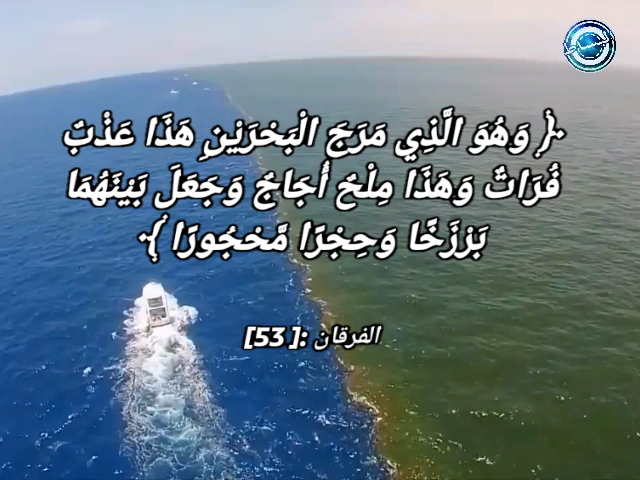 ﴿ وَهُوَ الَّذِي مَرَجَ الْبَحْرَيْنِ هَذَا عَذْبٌ
فُرَاتٌ وَهَذَا مِلْحٌ أُجَاجٌ وَجَعَلَ بَيْنَهُمَا
بَرْزَخًا وَحِجْرًا مَّحْجُورًا ﴾
الفرقان :[ 53]